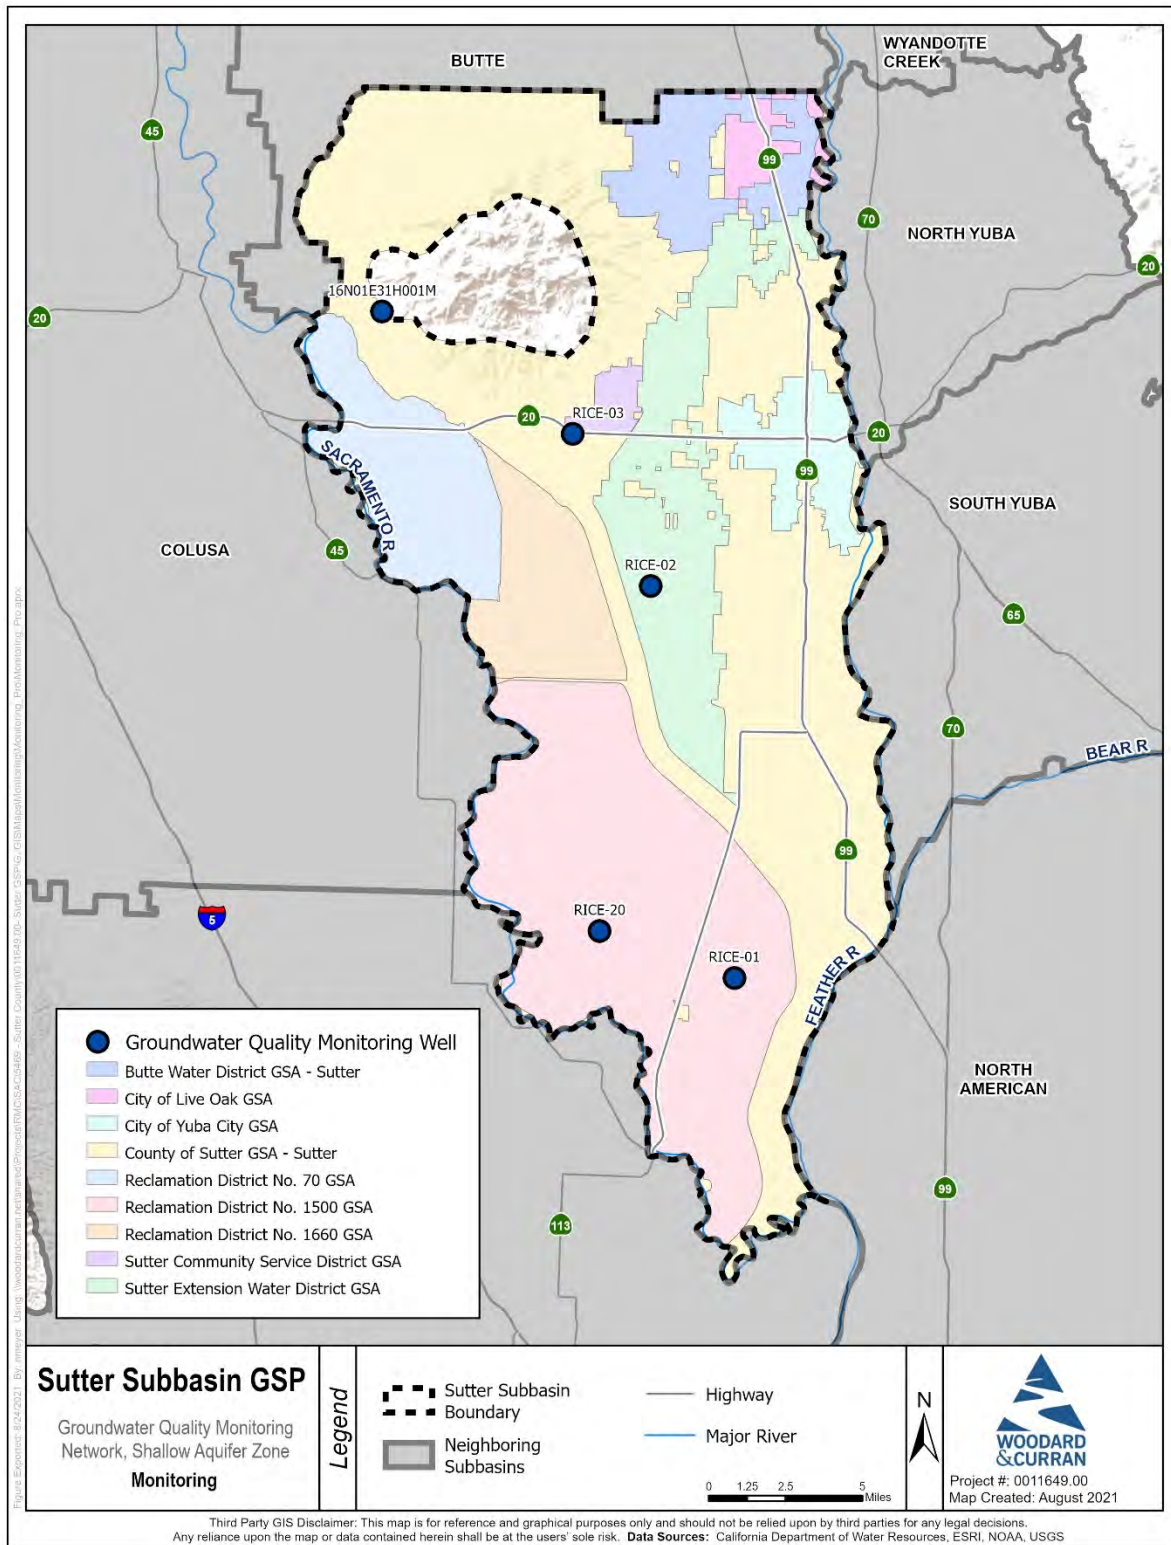 BUTTE
WYANDOTTE
CREEK
45
99
70
NORTH YUBA
20
16N01E31H001M
20
RICE-03
20
20
SACRAMENTO R
99
SOUTH YUBA
COLUSA
45
RICE-02
65
70
BEAR R
99
RICE-20
5
RICE-01
FEATHER R
NORTH
AMERICAN
99
113
Groundwater Quality Monitoring Well
Butte Water District GSA - Sutter
City of Live Oak GSA
City of Yuba City GSA
County of Sutter GSA - Sutter
Reclamation District No. 70 GSA
Reclamation District No. 1500 GSA
Reclamation District No. 1660 GSA
Sutter Community Service District GSA
Sutter Extension Water District GSA
Sutter Subbasin GSP
Groundwater Quality Monitoring
Network, Shallow Aquifer Zone
Monitoring
Legend
Sutter Subbasin
Boundary
Neighboring
Subbasins
Highway
Major River
0 1.25 2.5 5
Miles
N
WOODARD
&CURRAN
Project #: 0011649.00
Map Created: August 2021
Third Party GIS Disclaimer: This map is for reference and graphical purposes only and should not be relied upon by third parties for any legal decisions.
Any reliance upon the map or data contained herein shall be at the users' sole risk. Data Sources: California Department of Water Resources, ESRI, NOAA, USGS
Figure Exported: 8/24/2021